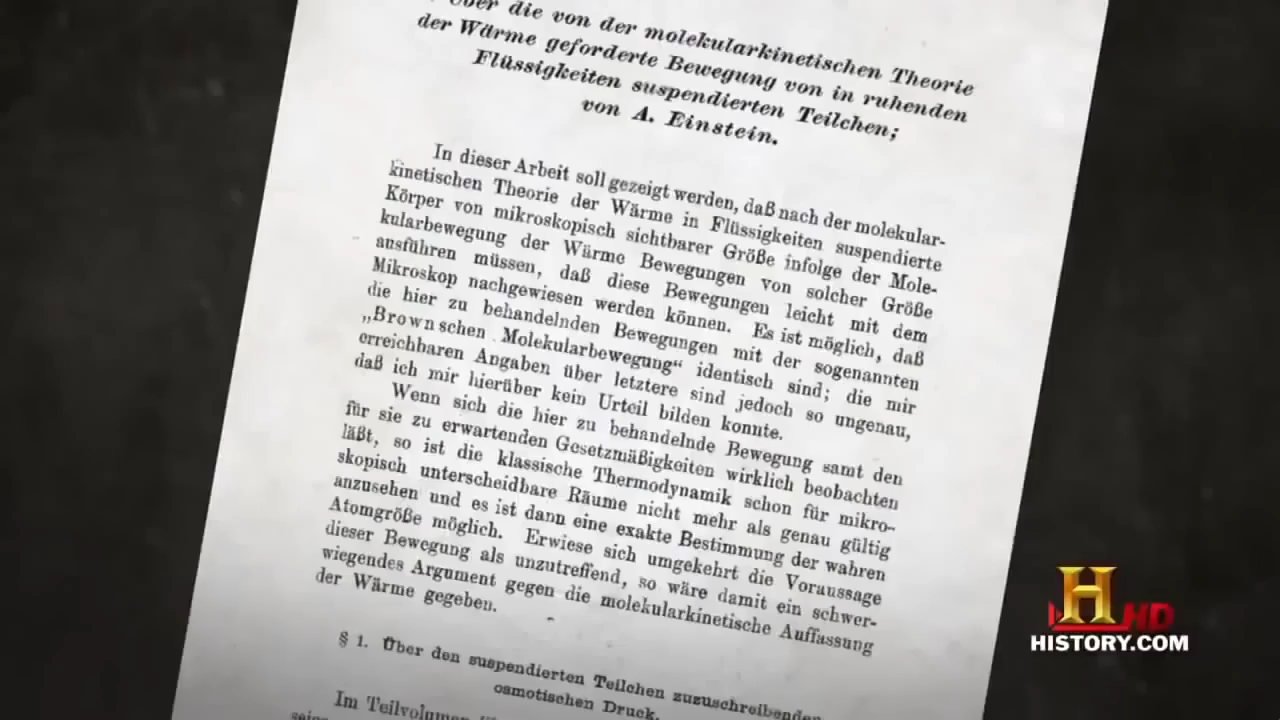 Über die von der molekularkinetischen Theorie
der Wärme geforderte Bewegung von in ruhenden
Flüssigkeiten suspendierten Teilchen;
von A. Einstein.
In dieser Arbeit soll gezeigt werden, daß nach der molekular-
kinetischen Theorie der Wärme in Flüssigkeiten suspendierte
Körper von mikroskopisch sichtbarer Größe infolge der Mole-
kularbewegung der Wärme Bewegungen von solcher Größe
ausführen müssen, daß diese Bewegungen leicht mit dem
Mikroskop nachgewiesen werden können. Es ist möglich, daß
die hier zu behandelnden Bewegungen mit der sogenannten
„Brownschen Molekularbewegung“ identisch sind; die mir
erreichbaren Angaben über letztere sind jedoch so ungenau,
daß ich mir hierüber kein Urteil bilden konnte.
Wenn sich die hier zu behandelnde Bewegung samt den
für sie zu erwartenden Gesetzmäßigkeiten wirklich beobachten
läßt, so ist die klassische Thermodynamik schon für mikro-
skopisch unterscheidbare Räume nicht mehr als genau gültig
anzusehen und es ist dann eine exakte Bestimmung der wahren
Atomgröße möglich. Erwiese sich umgekehrt die Voraussage
dieser Bewegung als unzutreffend, so wäre damit ein schwer-
wiegendes Argument gegen die molekularkinetische Auffassung
der Wärme gegeben.
§ 1. Über den suspendierten Teilchen zuzuschreibenden
osmotischen Druck.
Im Teilvolumen
H
HD
HISTORY.COM